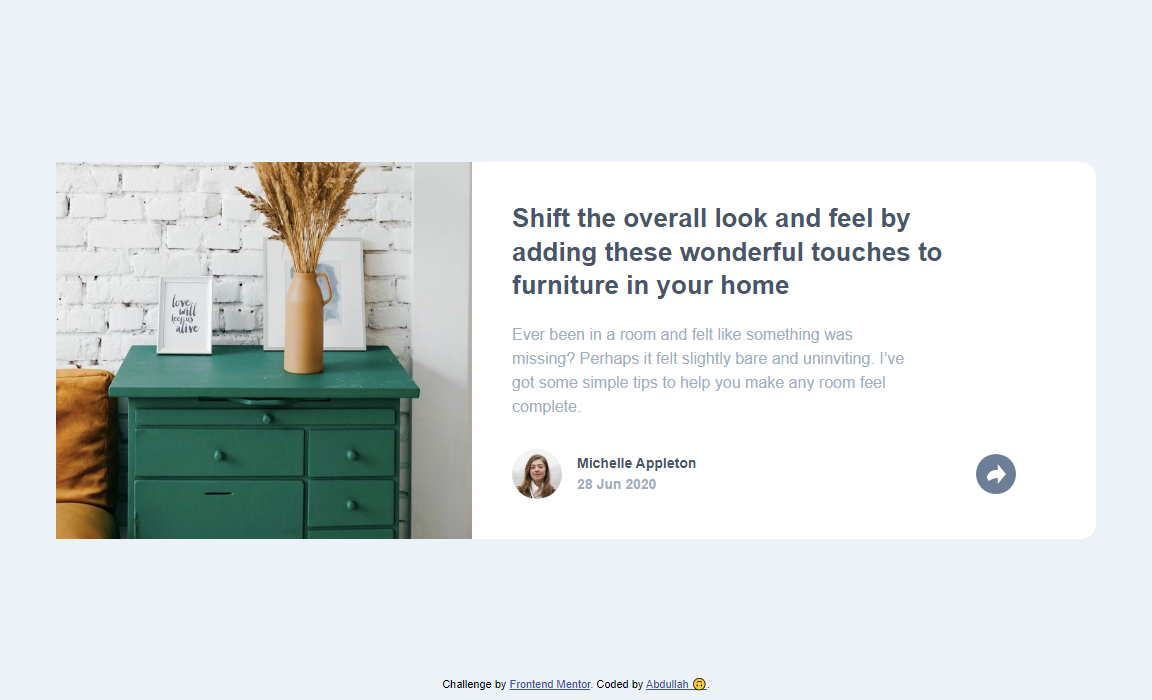 Shift the overall look and feel by
adding these wonderful touches to
furniture in your home
Ever been in a room and felt like something was
missing? Perhaps it felt slightly bare and uninviting. I've
got some simple tips to help you make any room feel
complete.
Michelle Appleton
28 Jun 2020
love
will
keep us
alive
Challenge by Frontend Mentor. Coded by Abdullah 🙃.